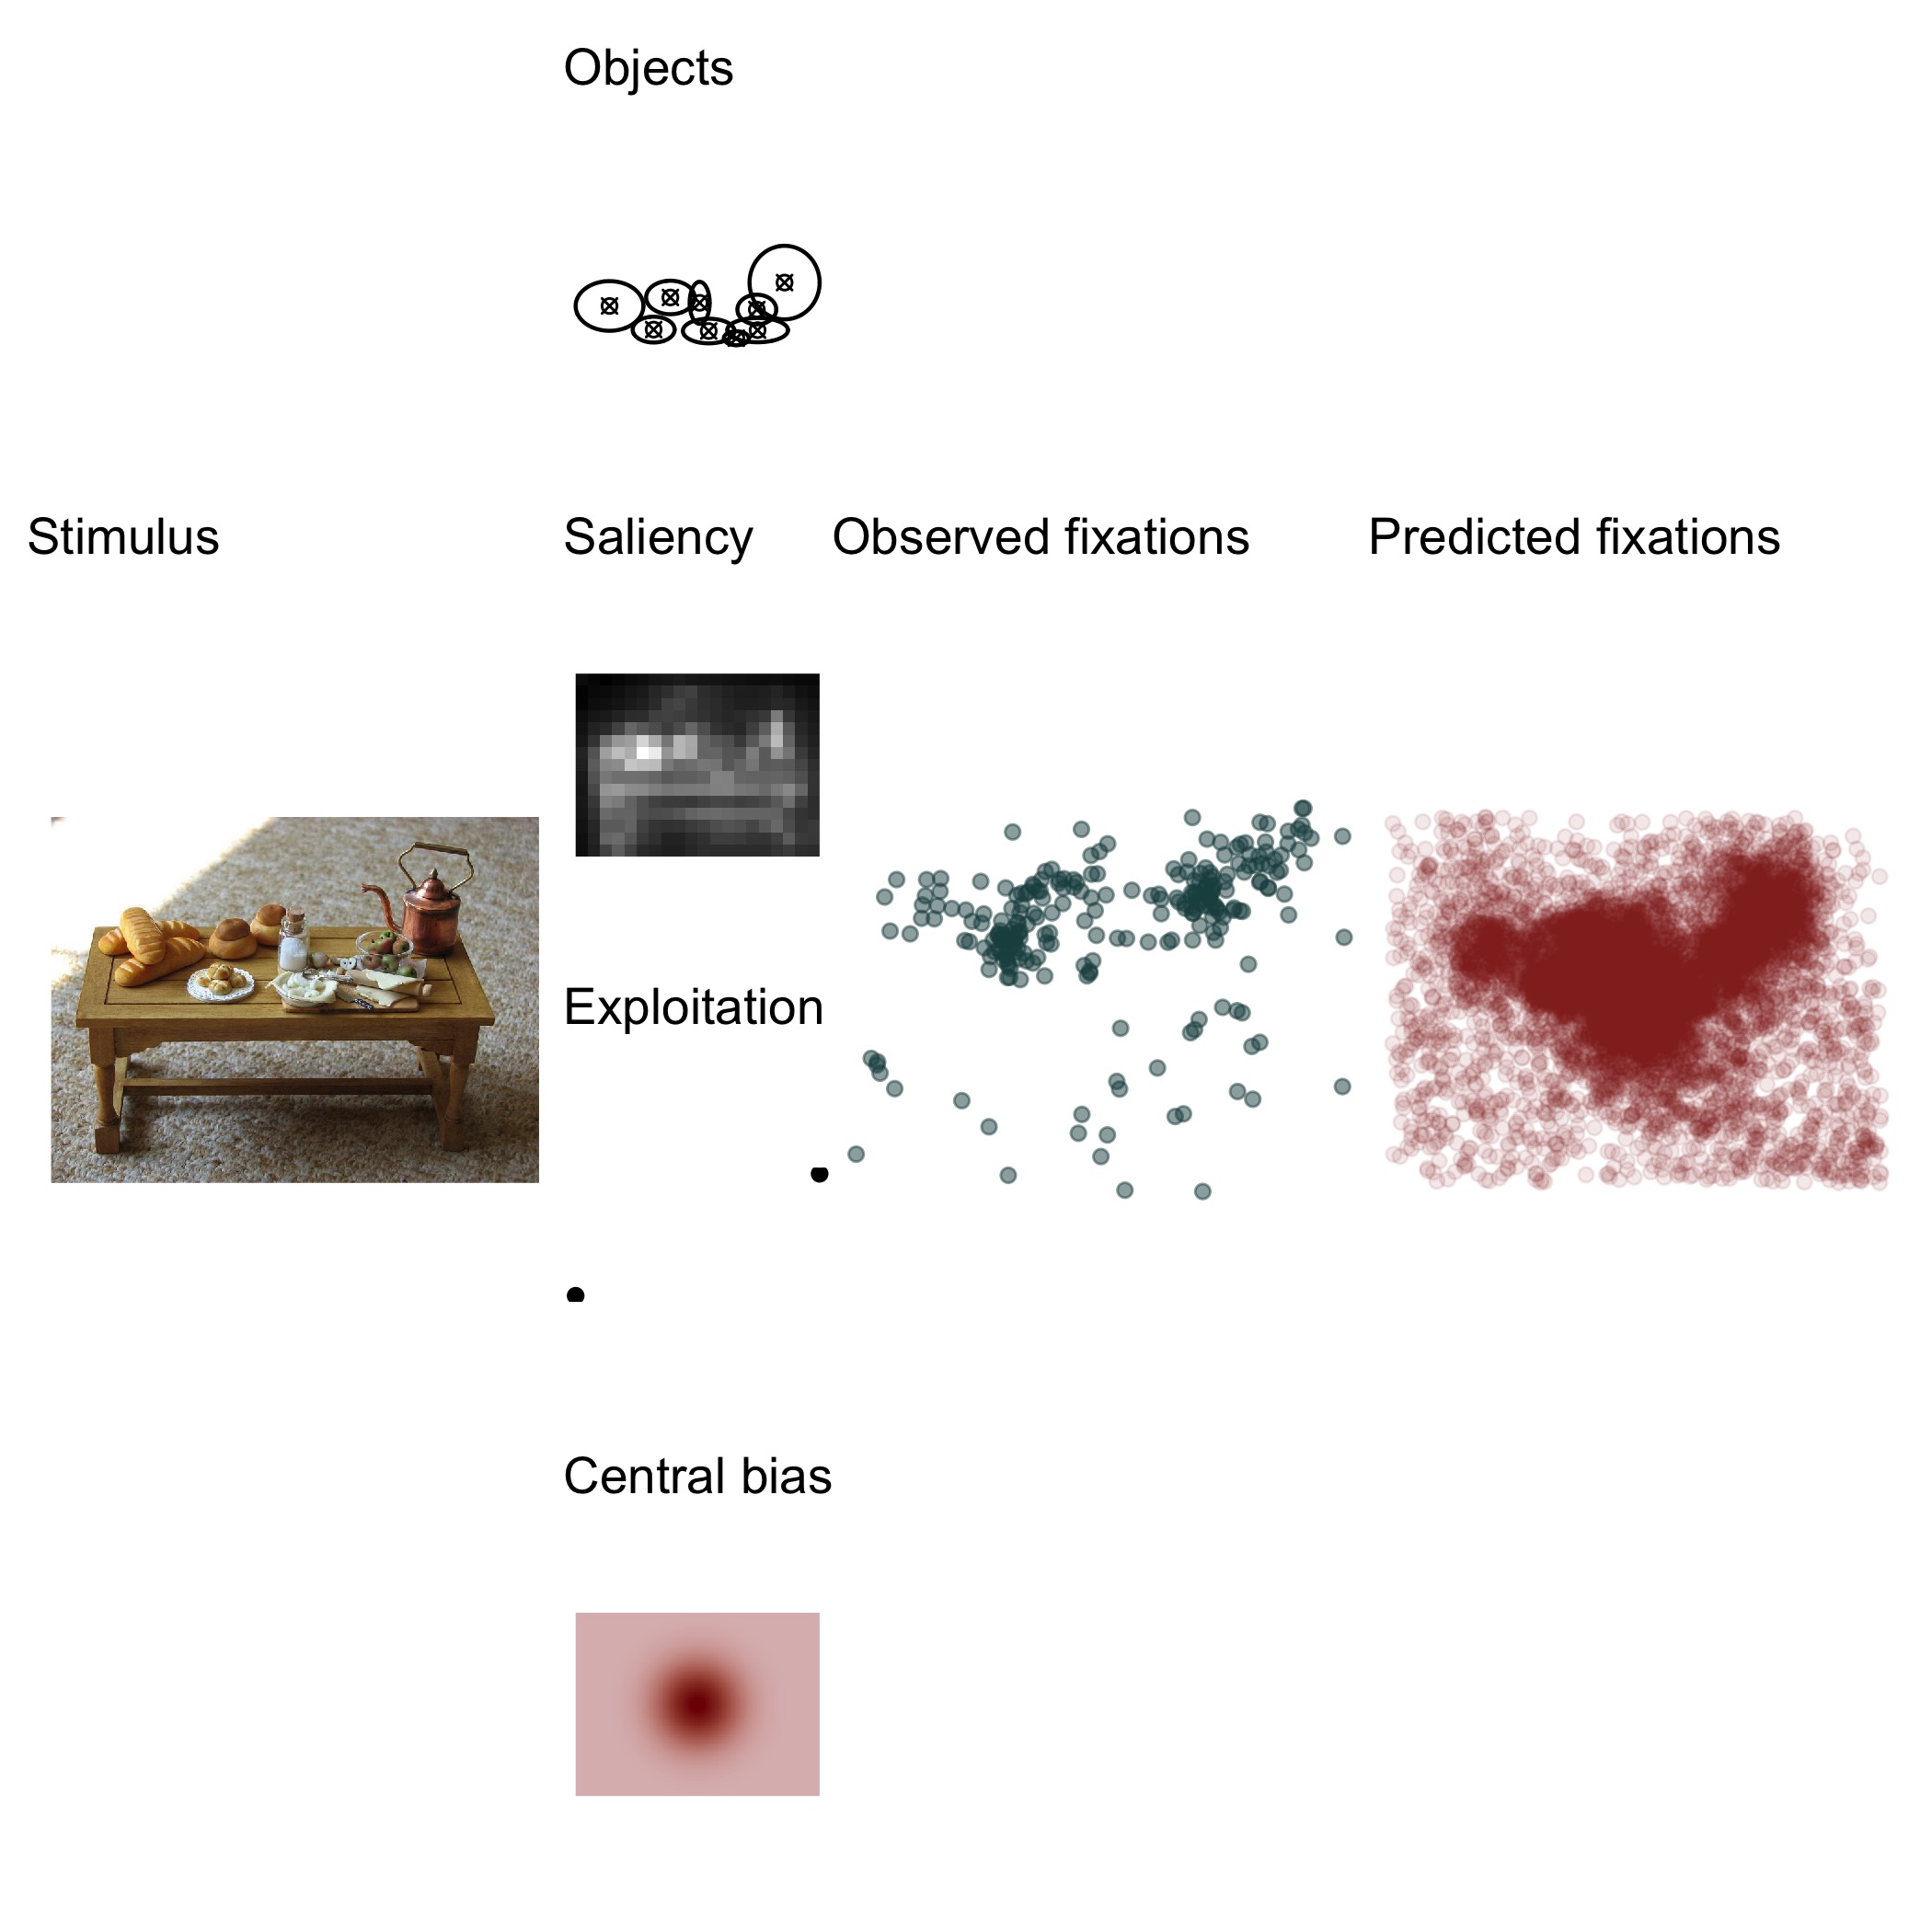 Objects
Stimulus
Saliency
Observed fixations
Predicted fixations
Exploitation
Central bias